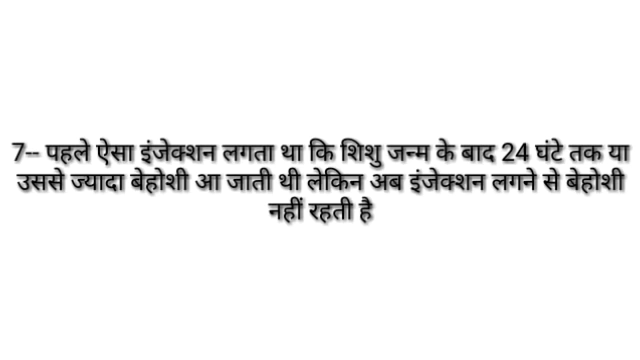 7-- पहले ऐसा इंजेक्शन लगता था कि शिशु जन्म के बाद 24 घंटे तक या
उससे ज्यादा बेहोशी आ जाती थी लेकिन अब इंजेक्शन लगने से बेहोशी
नहीं रहती है